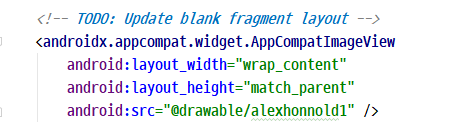 <!-- TODO: Update blank fragment layout -->
<androidx.appcompat.widget.AppCompatImageView
android:layout_width="wrap_content"
android:layout_height="match_parent"
android:src="@drawable/alexhonnold1" />